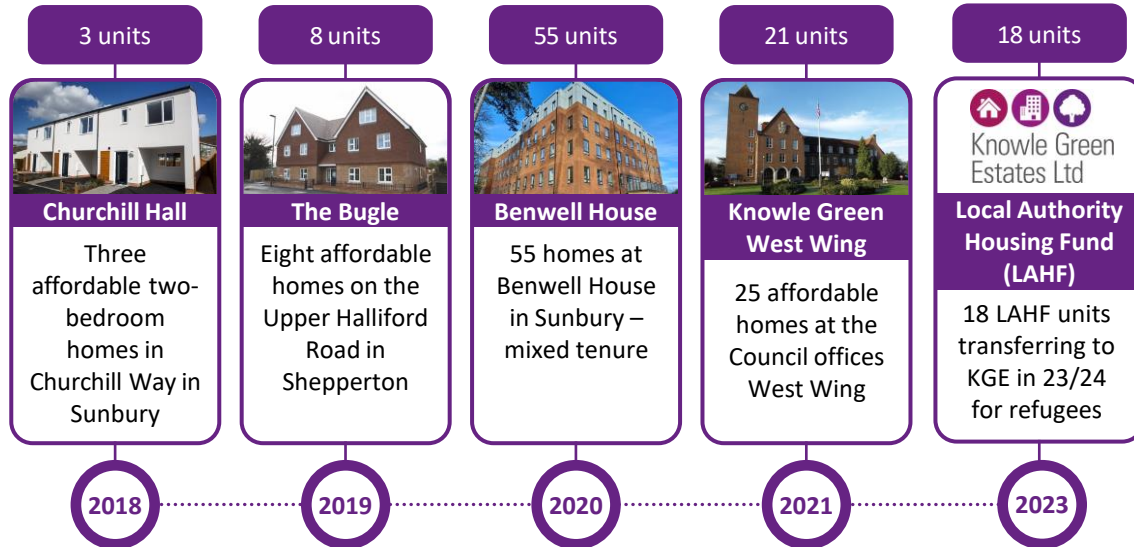 3 units
8 units
55 units
21 units
18 units
Churchill Hall
Three
affordable two-
bedroom
homes in
Churchill Way in
Sunbury
The Bugle
Eight affordable
homes on the
Upper Halliford
Road in
Shepperton
Benwell House
55 homes at
Benwell House
in Sunbury –
mixed tenure
Knowle Green
West Wing
25 affordable
homes at the
Council offices
West Wing
Knowle Green
Estates Ltd
Local Authority
Housing Fund
(LAHF)
18 LAHF units
transferring to
KGE in 23/24
for refugees
2018
2019
2020
2021
2023